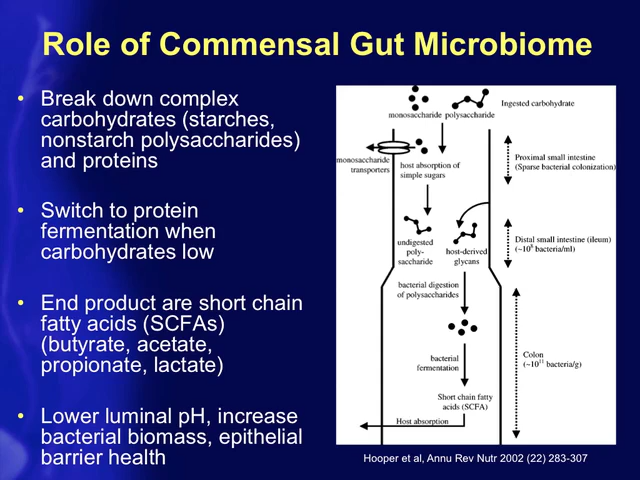 Role of Commensal Gut Microbiome
• Break down complex
carbohydrates (starches,
nonstarch polysaccharides)
and proteins
• Switch to protein
fermentation when
carbohydrates low
• End product are short chain
fatty acids (SCFAs)
(butyrate, acetate,
propionate, lactate)
• Lower luminal pH, increase
bacterial biomass, epithelial
barrier health
monosaccharide polysaccharide
Ingested carbohydrate
monosaccharide
transporters
host absorption of
simple sugars
Proximal small intestine
(Sparse bacterial colonization)
undigested
poly-
saccharide
host-derived
glycans
Distal small intestine (ileum)
(~10⁸ bacteria/ml)
bacterial digestion
of polysaccharides
bacterial
fermentation
Colon
(~10¹¹ bacteria/g)
Short chain fatty
acids (SCFA)
Host absorption
Hooper et al, Annu Rev Nutr 2002 (22) 283-307